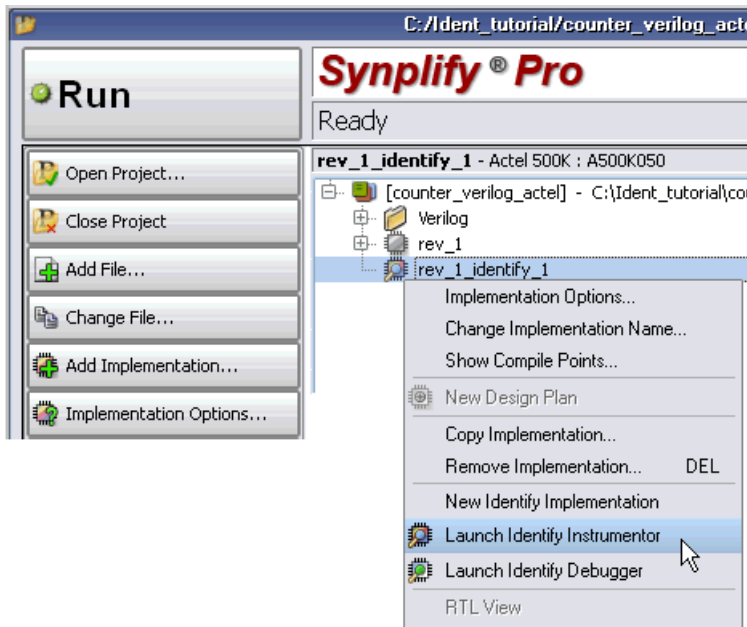 C:/Ident_tutorial/counter_verilog_acte
Run
Synplify ® Pro
Ready
rev_1_identify_1 - Actel 500K : A500K050
Open Project...
Close Project
Add File...
Change File...
Add Implementation...
Implementation Options...
[counter_verilog_actel] - C:\Ident_tutorial\cou
Verilog
rev_1
rev_1_identify_1
Implementation Options...
Change Implementation Name...
Show Compile Points...
New Design Plan
Copy Implementation...
Remove Implementation... DEL
New Identify Implementation
Launch Identify Instrumentor
Launch Identify Debugger
RTL View